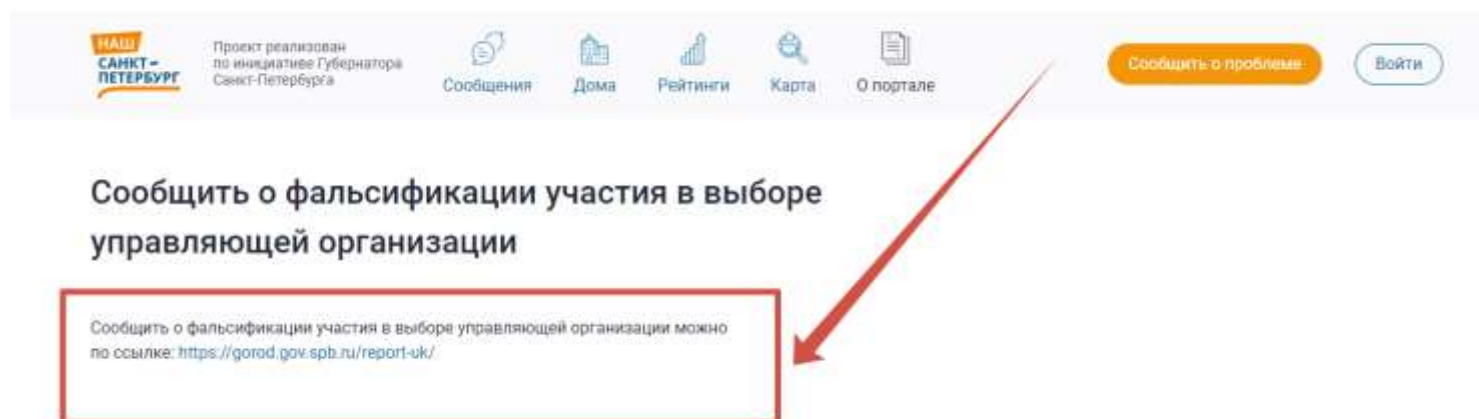 НАШ
САНКТ-
ПЕТЕРБУРГ
Проект реализован
по инициативе Губернатора
Санкт-Петербурга
Сообщения
Дома
Рейтинги
Карта
О портале
Сообщить о проблеме
Войти
Сообщить о фальсификации участия в выборе
управляющей организации
Сообщить о фальсификации участия в выборе управляющей организации можно
по ссылке: https://gorod.gov.spb.ru/report-uk/